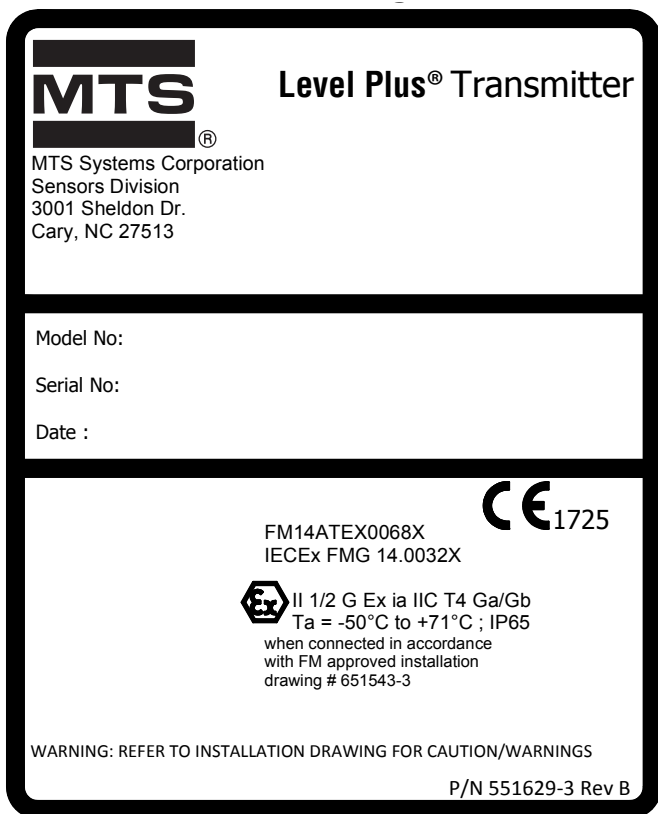 MTS
®
Level Plus® Transmitter
MTS Systems Corporation
Sensors Division
3001 Sheldon Dr.
Cary, NC 27513
Model No:
Serial No:
Date :
CE 1725
FM14ATEX0068X
IECEx FMG 14.0032X
Ex II 1/2 G Ex ia IIC T4 Ga/Gb
Ta = -50°C to +71°C ; IP65
when connected in accordance
with FM approved installation
drawing # 651543-3
WARNING: REFER TO INSTALLATION DRAWING FOR CAUTION/WARNINGS
P/N 551629-3 Rev B